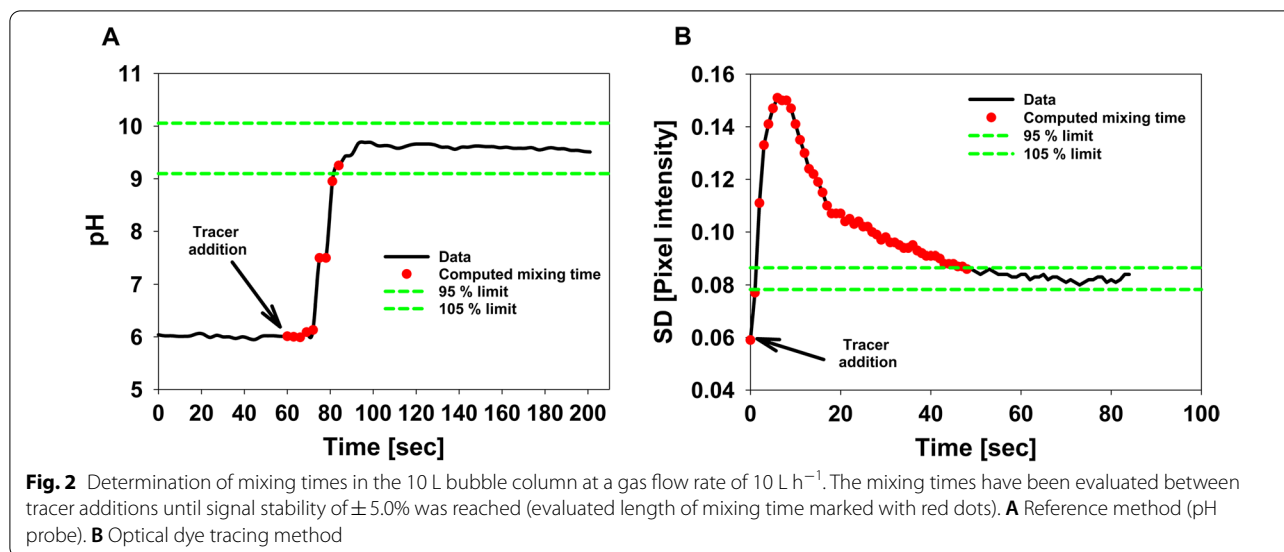 A
pH
11
10
9
8
7
6
5
Tracer
addition
Data
Computed mixing time
95 % limit
105 % limit
0 20 40 60 80 100 120 140 160 180 200
Time [sec]
B
SD [Pixel intensity]
0.16
0.14
0.12
0.10
0.08
0.06
0.04
Data
Computed mixing time
95 % limit
105 % limit
Tracer
addition
0 20 40 60 80 100
Time [sec]
Fig. 2 Determination of mixing times in the 10 L bubble column at a gas flow rate of 10 L h⁻¹. The mixing times have been evaluated between
tracer additions until signal stability of ± 5.0% was reached (evaluated length of mixing time marked with red dots). A Reference method (pH
probe). B Optical dye tracing method